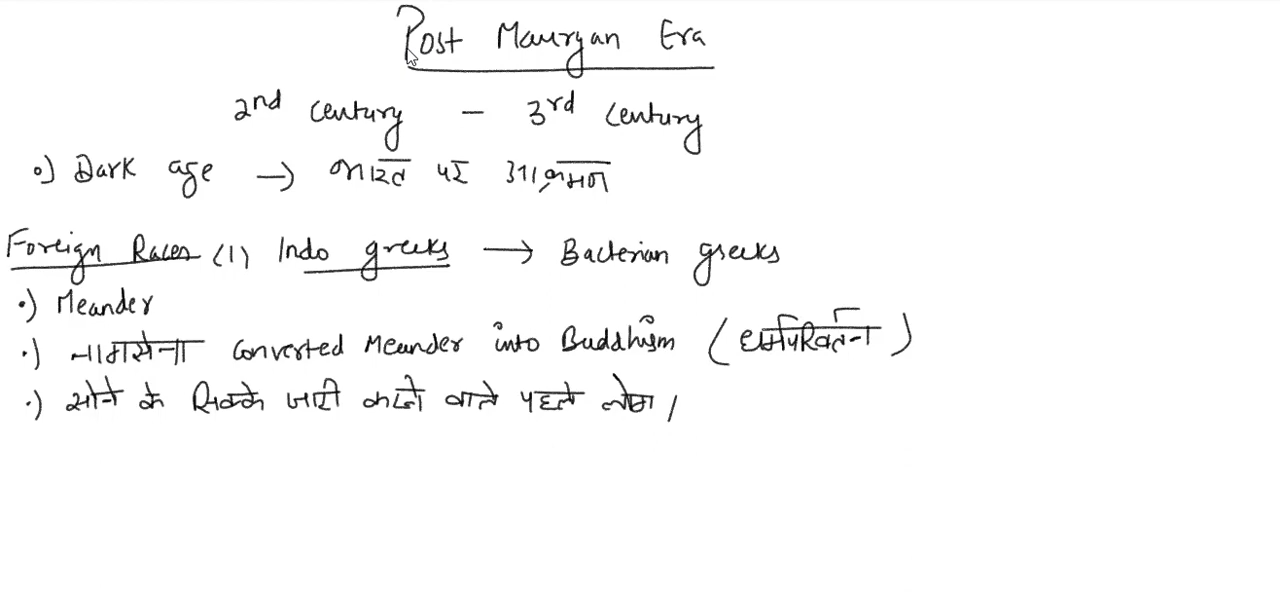 Post Mauryan Era
2nd Century - 3rd Century
•) Dark age → भारत पर आक्रमण
Foreign Races (1) Indo greeks → Bacterian greeks
•) Meander
•) नागसेना Converted Meander into Buddhism (धर्मपरिवर्तन)
•) सोने के सिक्के जारी करने वाले पहले लोग।